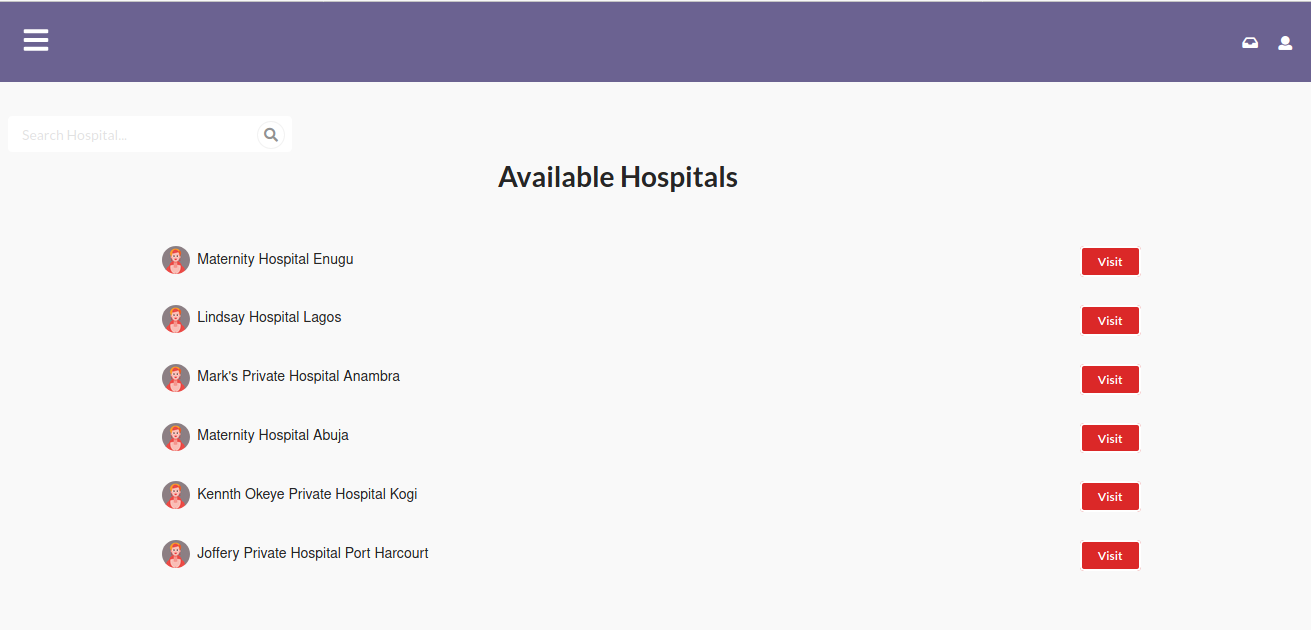 Search Hospital...
Available Hospitals
Maternity Hospital Enugu Visit
Lindsay Hospital Lagos Visit
Mark's Private Hospital Anambra Visit
Maternity Hospital Abuja Visit
Kennth Okeye Private Hospital Kogi Visit
Joffery Private Hospital Port Harcourt Visit